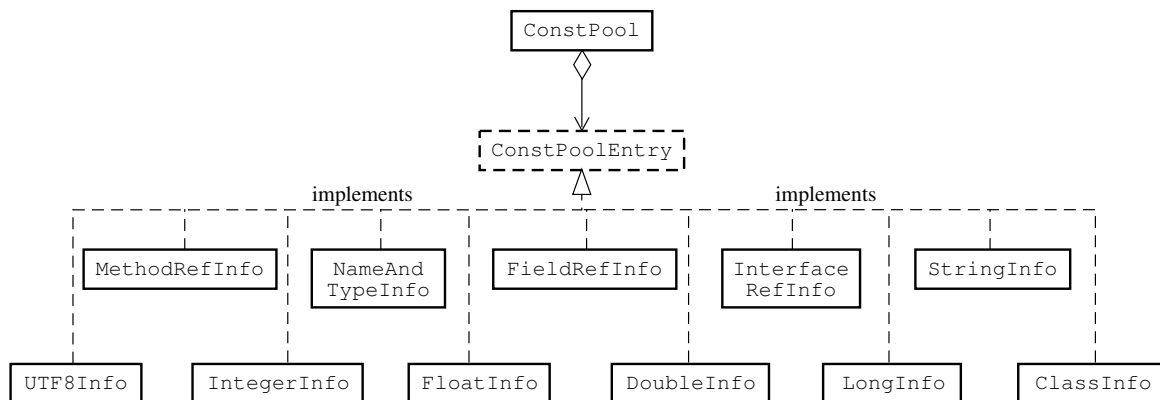 ConstPool
ConstPoolEntry
implements
implements
MethodRefInfo
NameAnd
TypeInfo
FieldRefInfo
Interface
RefInfo
StringInfo
UTF8Info
IntegerInfo
FloatInfo
DoubleInfo
LongInfo
ClassInfo